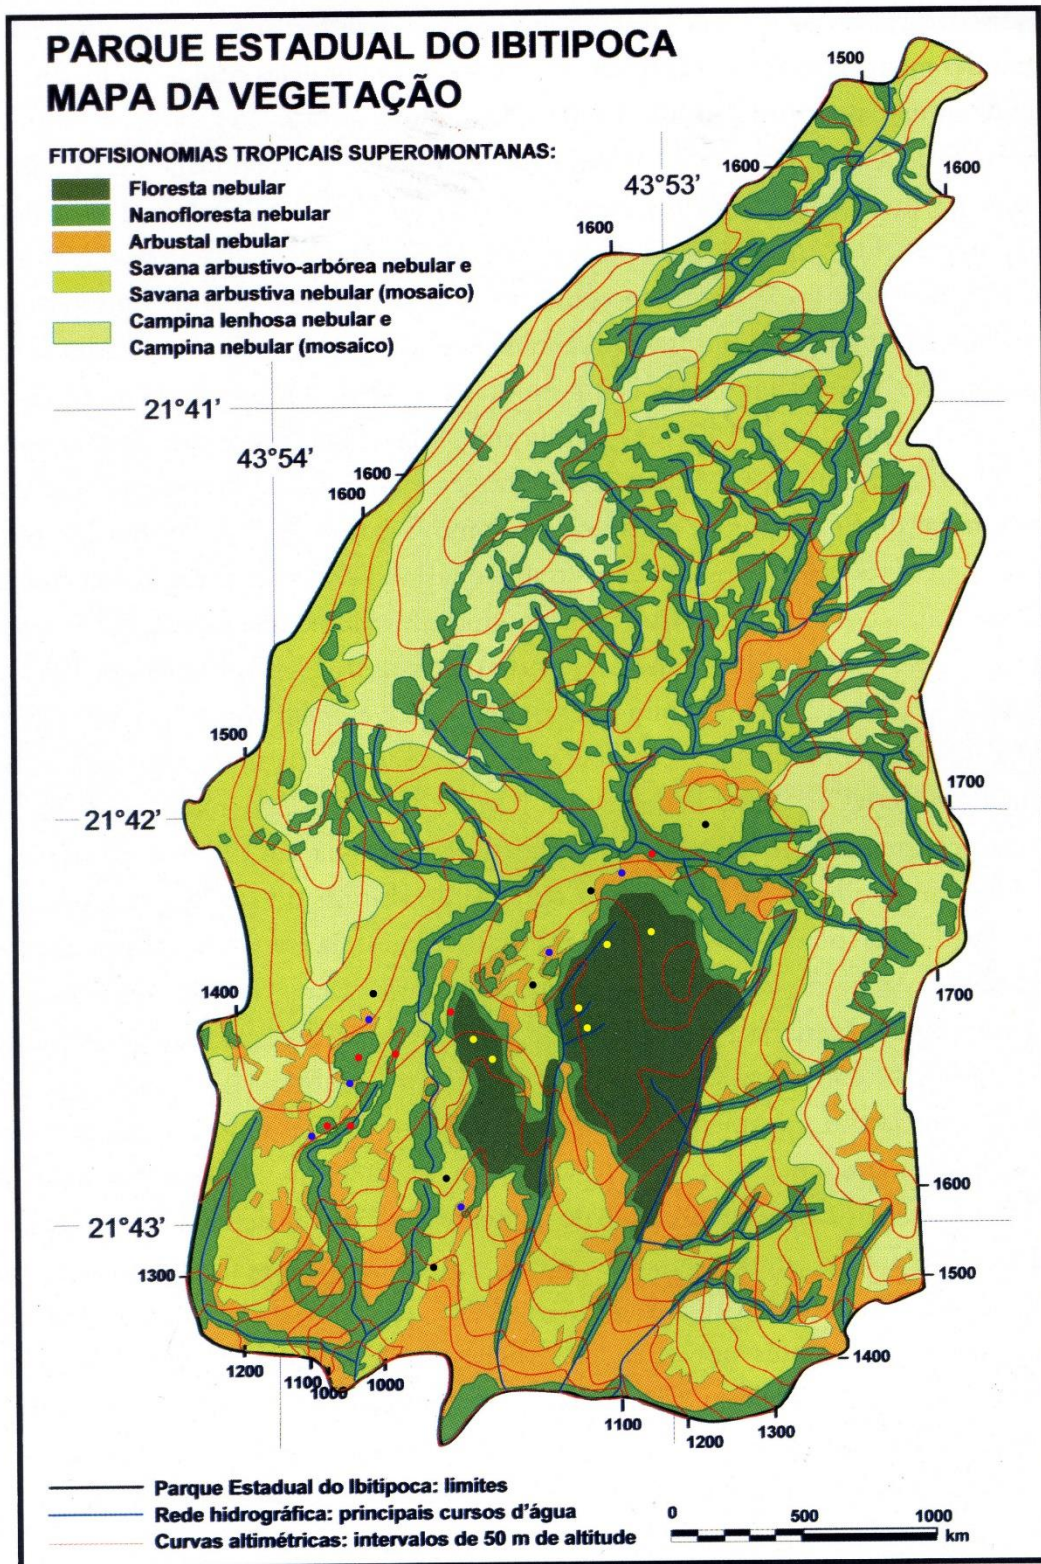 PARQUE ESTADUAL DO IBITIPOCA
MAPA DA VEGETAÇÃO
FITOFISIONOMIAS TROPICAIS SUPEROMONTANAS:
Floresta nebular
Nanofloresta nebular
Arbustal nebular
Savana arbustivo-arbórea nebular e
Savana arbustiva nebular (mosaico)
Campina lenhosa nebular e
Campina nebular (mosaico)
1500
1600
43°53'
1600
1600
21°41'
43°54'
1600
1600
1500
1700
21°42'
1400
1700
1600
21°43'
1300
1500
1400
1200
1100
1000
1000
1100
1200
1300
Parque Estadual do Ibitipoca: limites
Rede hidrográfica: principais cursos d'água
Curvas altimétricas: intervalos de 50 m de altitude
0 500 1000
km